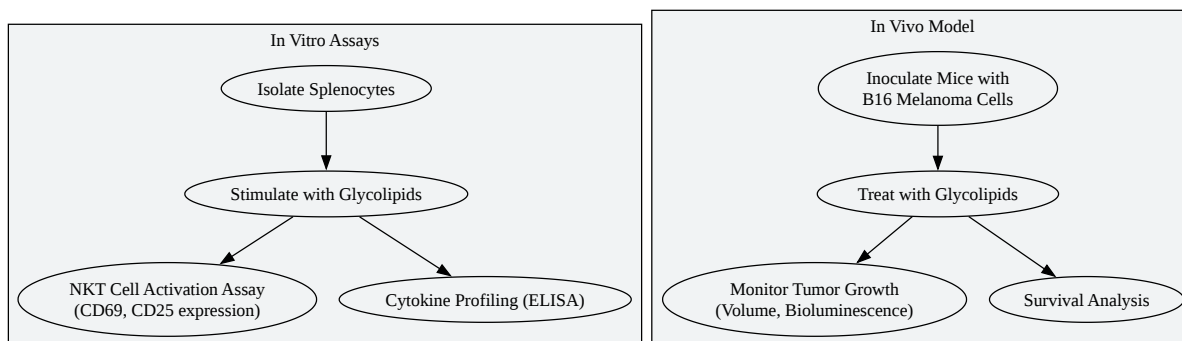 In Vitro Assays
Isolate Splenocytes
Stimulate with Glycolipids
NKT Cell Activation Assay
(CD69, CD25 expression)
Cytokine Profiling (ELISA)
In Vivo Model
Inoculate Mice with
B16 Melanoma Cells
Treat with Glycolipids
Monitor Tumor Growth
(Volume, Bioluminescence)
Survival Analysis